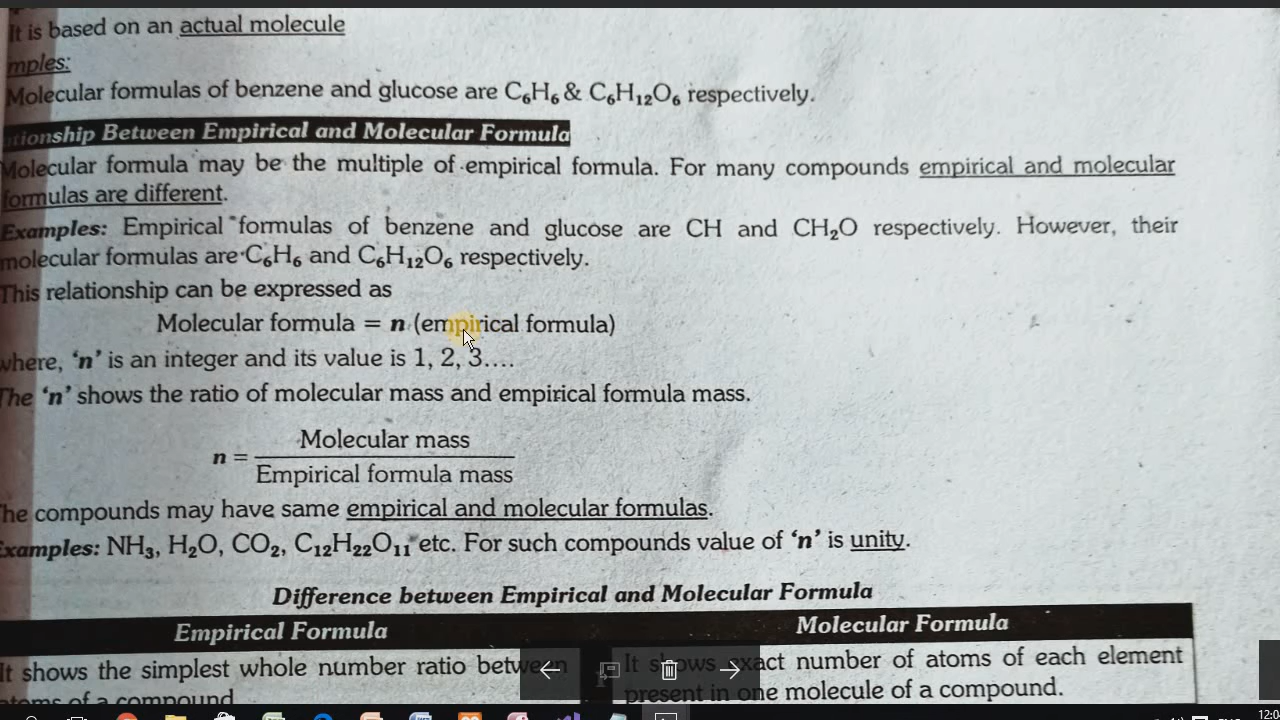 It is based on an actual molecule
mples:
Molecular formulas of benzene and glucose are C₆H₆ & C₆H₁₂O₆ respectively.
tionship Between Empirical and Molecular Formula
Molecular formula may be the multiple of empirical formula. For many compounds empirical and molecular
formulas are different.
Examples: Empirical formulas of benzene and glucose are CH and CH₂O respectively. However, their
molecular formulas are C₆H₆ and C₆H₁₂O₆ respectively.
This relationship can be expressed as
Molecular formula = n (empirical formula)
where, ‘n’ is an integer and its value is 1, 2, 3....
The ‘n’ shows the ratio of molecular mass and empirical formula mass.
Molecular mass
n =
Empirical formula mass
The compounds may have same empirical and molecular formulas.
Examples: NH₃, H₂O, CO₂, C₁₂H₂₂O₁₁ etc. For such compounds value of ‘n’ is unity.
Difference between Empirical and Molecular Formula
Empirical Formula Molecular Formula
It shows the simplest whole number ratio between It shows exact number of atoms of each element
atoms of a compound present in one molecule of a compound.
12:0